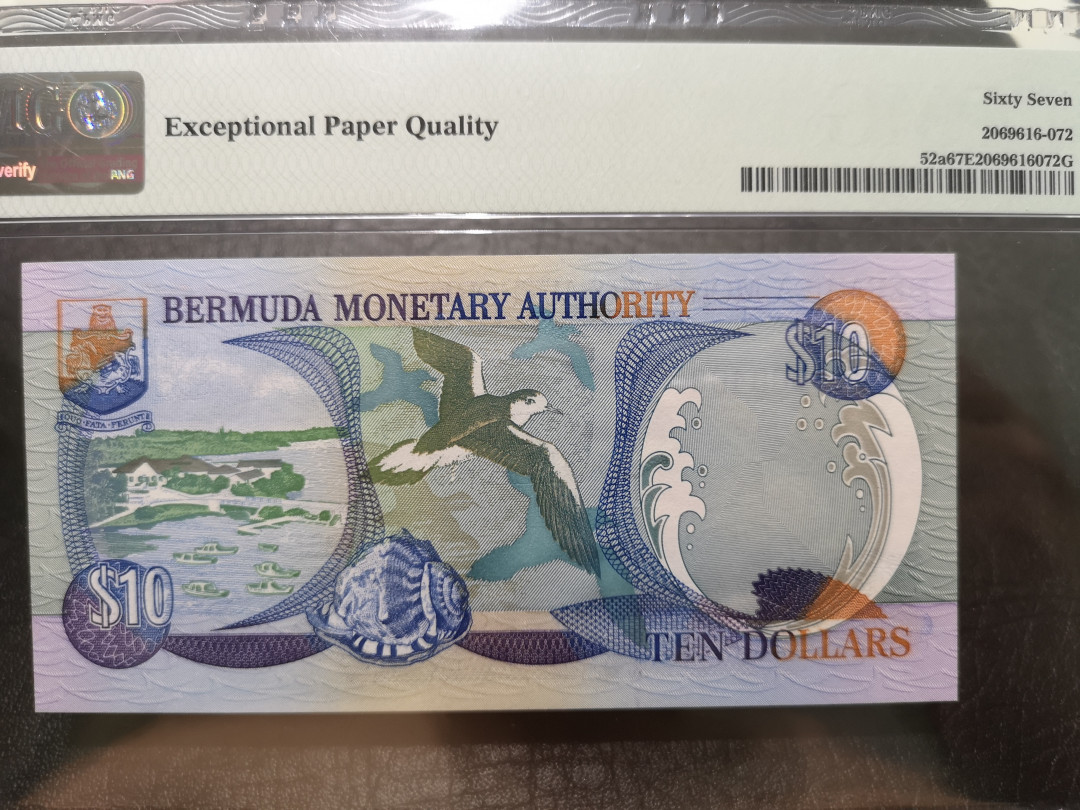 Sixty Seven
Exceptional Paper Quality
2069616-072
verify
PNG
52a67E2069616072G
BERMUDA MONETARY AUTHORITY
$10
QUO FATA FERUNT
$10
TEN DOLLARS